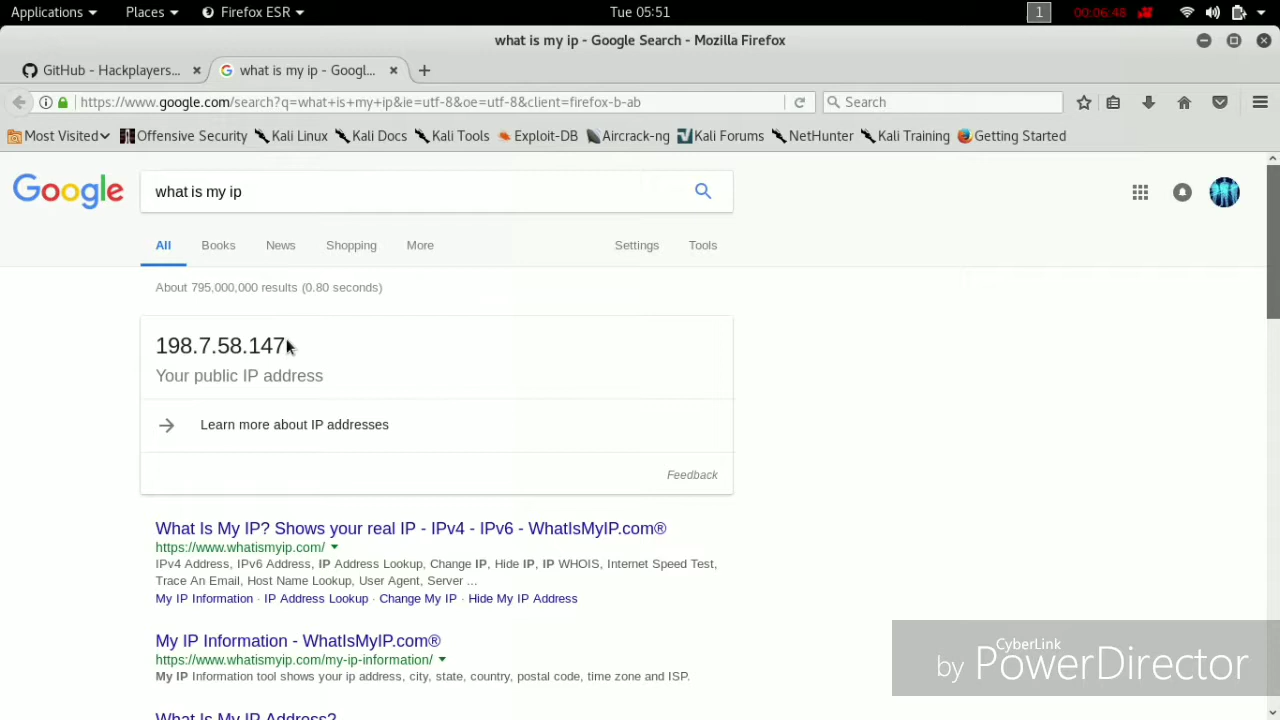 Applications Places Firefox ESR Tue 05:51 1 00:06:48
what is my ip - Google Search - Mozilla Firefox
GitHub - Hackplayers... what is my ip - Googl...
https://www.google.com/search?q=what+is+my+ip&ie=utf-8&oe=utf-8&client=firefox-b-ab Search
Most Visited Offensive Security Kali Linux Kali Docs Kali Tools Exploit-DB Aircrack-ng Kali Forums NetHunter Kali Training Getting Started
Google what is my ip
All Books News Shopping More Settings Tools
About 795,000,000 results (0.80 seconds)
198.7.58.147
Your public IP address
Learn more about IP addresses
Feedback
What Is My IP? Shows your real IP - IPv4 - IPv6 - WhatIsMyIP.com®
https://www.whatismyip.com/
IPv4 Address, IPv6 Address, IP Address Lookup, Change IP, Hide IP, IP WHOIS, Internet Speed Test,
Trace An Email, Host Name Lookup, User Agent, Server ...
My IP Information · IP Address Lookup · Change My IP · Hide My IP Address
My IP Information - WhatIsMyIP.com®
https://www.whatismyip.com/my-ip-information/
My IP Information tool shows your ip address, city, state, country, postal code, time zone and ISP.
What Is My IP Address?
CyberLink
by PowerDirector